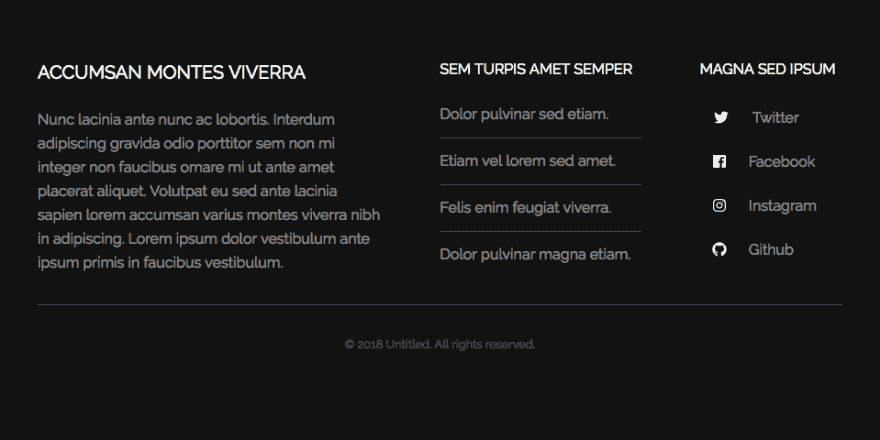 ACCUMSAN MONTES VIVERRA
Nunc lacinia ante nunc ac lobortis. Interdum
adipiscing gravida odio porttitor sem non mi
integer non faucibus ornare mi ut ante amet
placerat aliquet. Volutpat eu sed ante lacinia
sapien lorem accumsan varius montes viverra nibh
in adipiscing. Lorem ipsum dolor vestibulum ante
ipsum primis in faucibus vestibulum.
SEM TURPIS AMET SEMPER
Dolor pulvinar sed etiam.
Etiam vel lorem sed amet.
Felis enim feugiat viverra.
Dolor pulvinar magna etiam.
MAGNA SED IPSUM
Twitter
Facebook
Instagram
Github
© 2018 Untitled. All rights reserved.